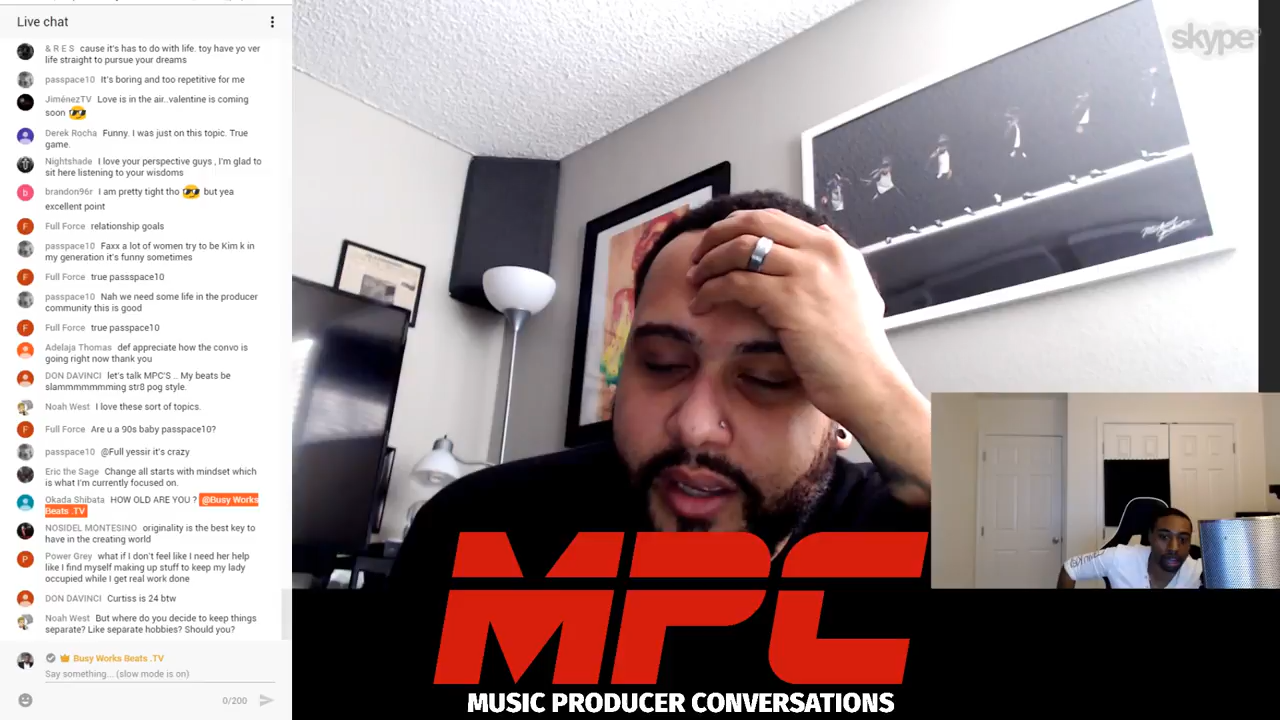 Live chat
& R E S cause it's has to do with life. toy have yo ver
life straight to pursue your dreams
passpace10 It's boring and too repetitive for me
JiménezTV Love is in the air..valentine is coming
soon
Derek Rocha Funny. I was just on this topic. True
game.
Nightshade I love your perspective guys , I'm glad to
sit here listening to your wisdoms
b
brandon96r I am pretty tight tho but yea
excellent point
F
Full Force relationship goals
passpace10 Faxx a lot of women try to be Kim k in
my generation it's funny sometimes
F
Full Force true passspace10
passpace10 Nah we need some life in the producer
community this is good
F
Full Force true passpace10
Adelaja Thomas def appreciate how the convo is
going right now thank you
DON DAVINCI let's talk MPC'S .. My beats be
slammmmmmming str8 pog style.
Noah West I love these sort of topics.
F
Full Force Are u a 90s baby passpace10?
passpace10 @Full yessir it's crazy
Eric the Sage Change all starts with mindset which
is what I'm currently focused on.
Okada Shibata HOW OLD ARE YOU ? @Busy Works
Beats .TV
NOSIDEL MONTESINO originality is the best key to
have in the creating world
P
Power Grey what if I don't feel like I need her help
like I find myself making up stuff to keep my lady
occupied while I get real work done
DON DAVINCI Curtiss is 24 btw
Noah West But where do you decide to keep things
separate? Like separate hobbies? Should you?
Busy Works Beats .TV
Say something... (slow mode is on)
0/200
skype
MPC
MUSIC PRODUCER CONVERSATIONS